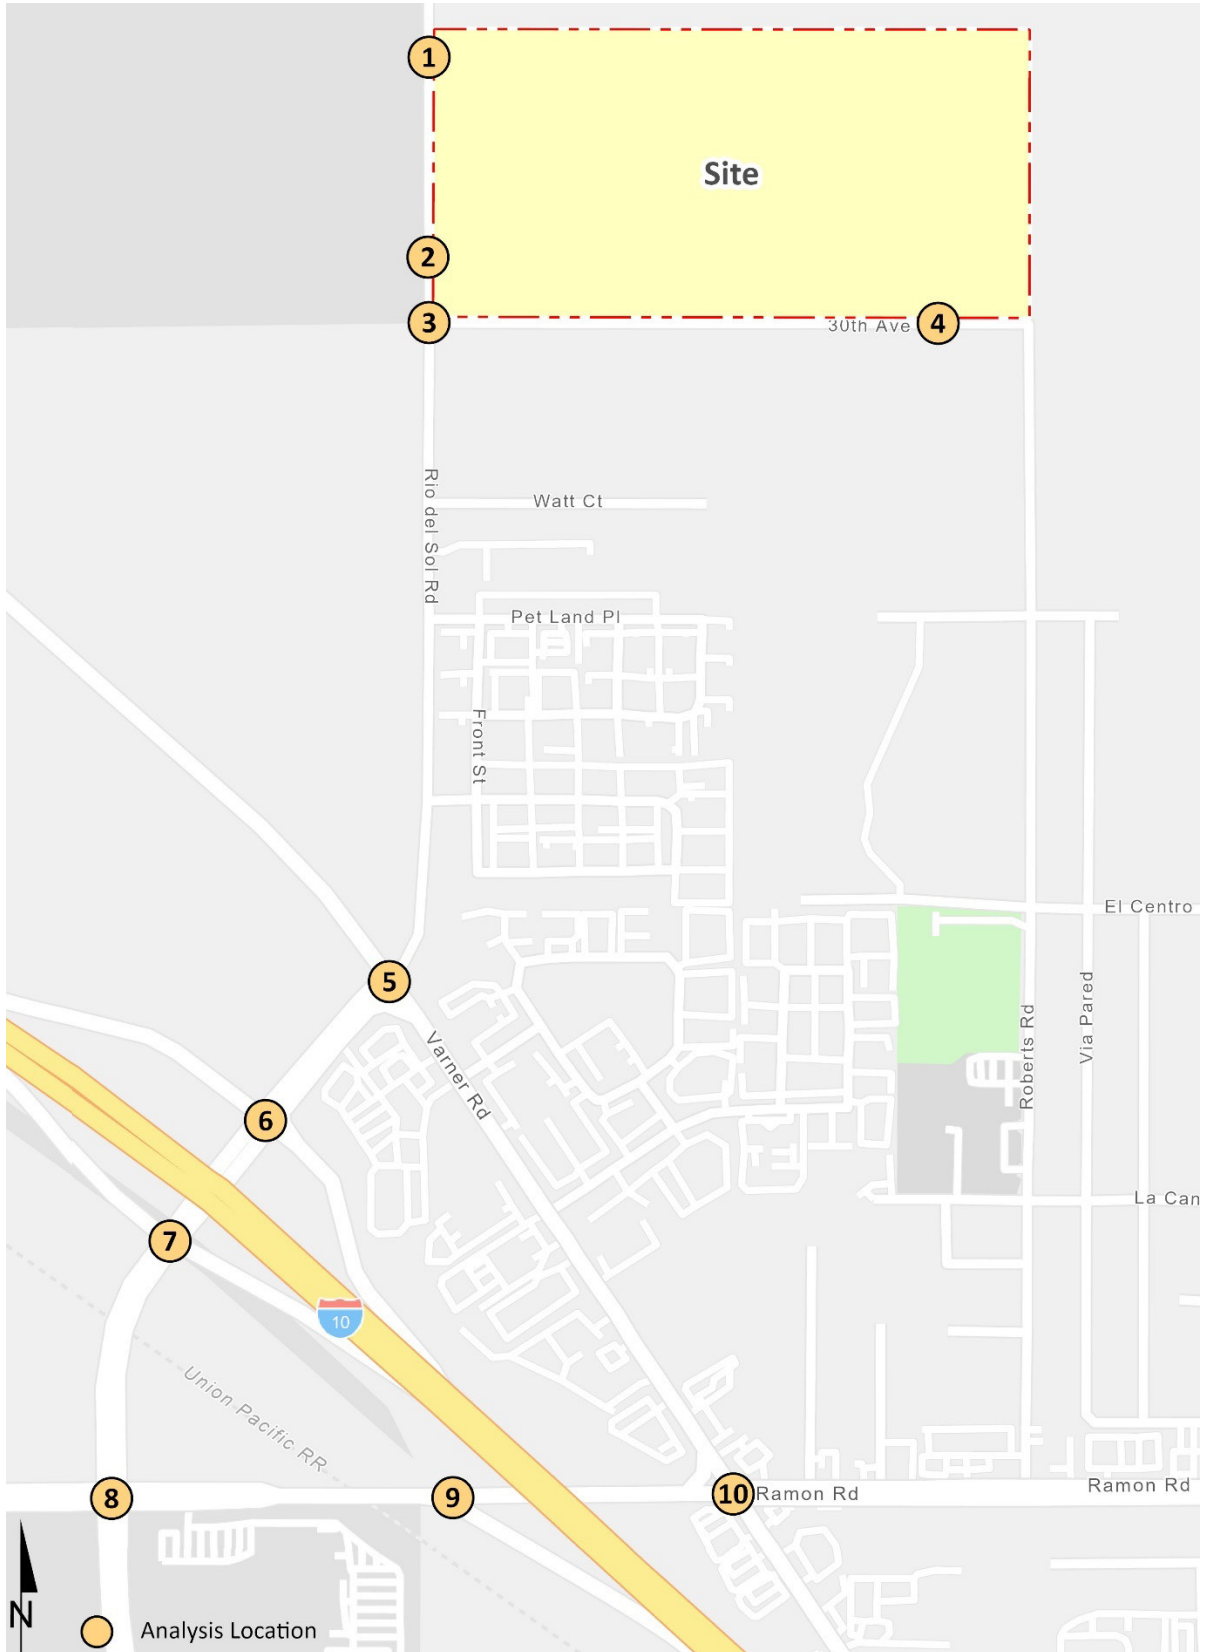 1
Site
2
3
30th Ave
4
Rio del Sol Rd
Watt Ct
Pet Land Pl
Front St
El Centro
5
Varner Rd
Roberts Rd
Via Pared
6
La Can
7
10
Union Pacific RR
8
9
10
Ramon Rd
Ramon Rd
N
Analysis Location